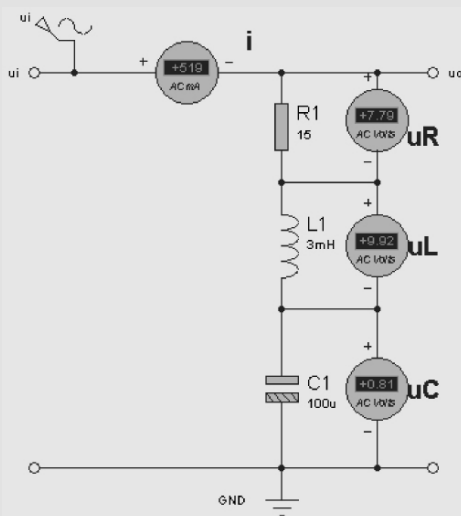 ui
i
+519
AC mA
+ -
ui
uo
R1
15
+
+7.79
AC Volts
-
uR
L1
3mH
+
+9.92
AC Volts
-
uL
C1
100u
+
+0.81
AC Volts
-
uC
GND